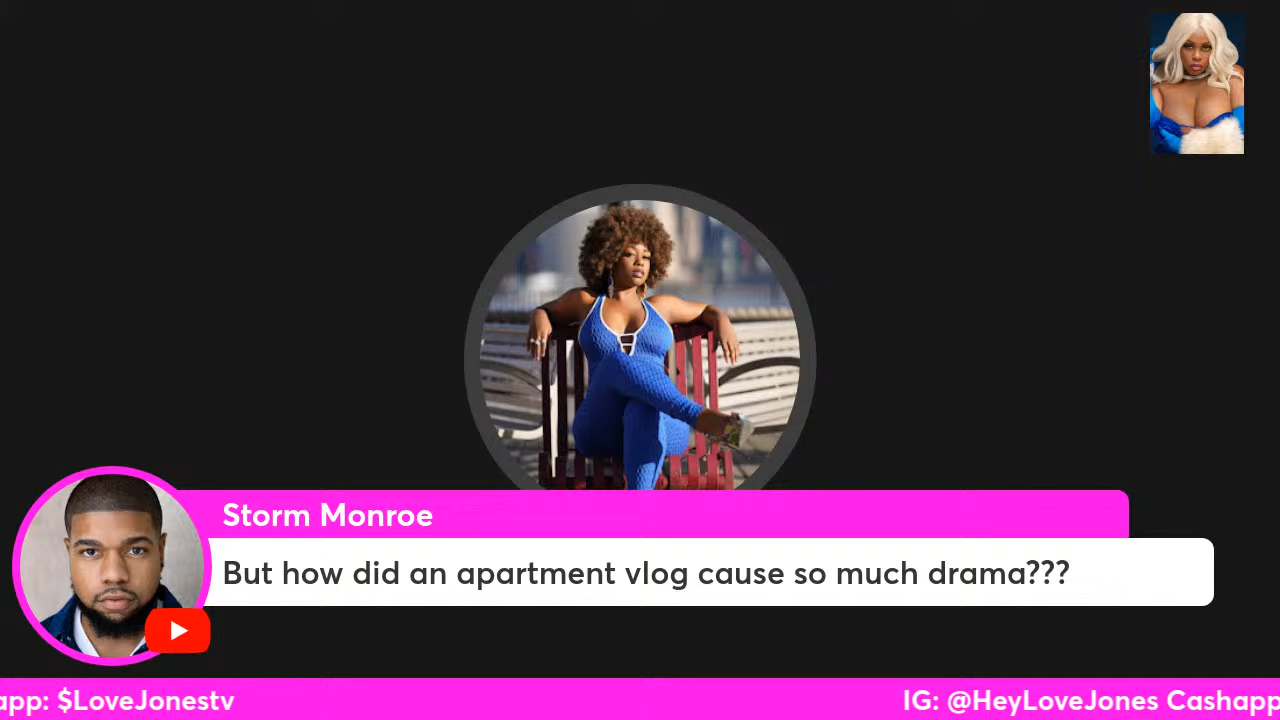 Storm Monroe
But how did an apartment vlog cause so much drama???
app: $LoveJonestv IG: @HeyLoveJones Cashapp